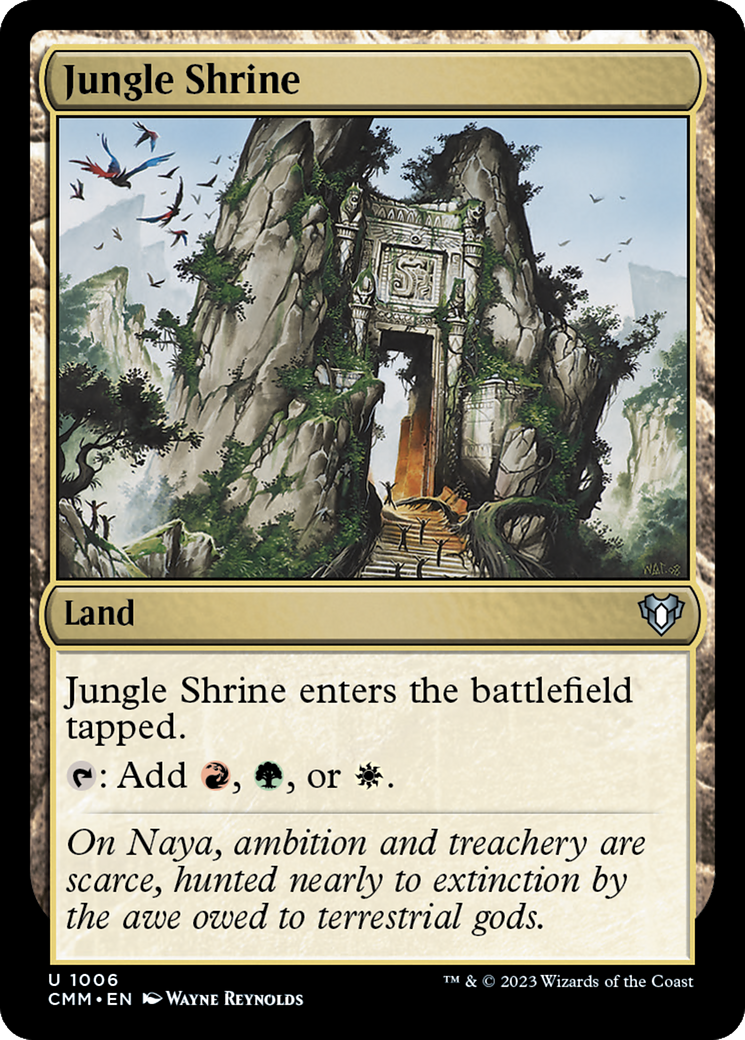 Jungle Shrine
WAR.08
Land
Jungle Shrine enters the battlefield
tapped.
: Add , , or .
On Naya, ambition and treachery are
scarce, hunted nearly to extinction by
the awe owed to terrestrial gods.
U 1006
CMM • EN Wayne Reynolds
™ & © 2023 Wizards of the Coast